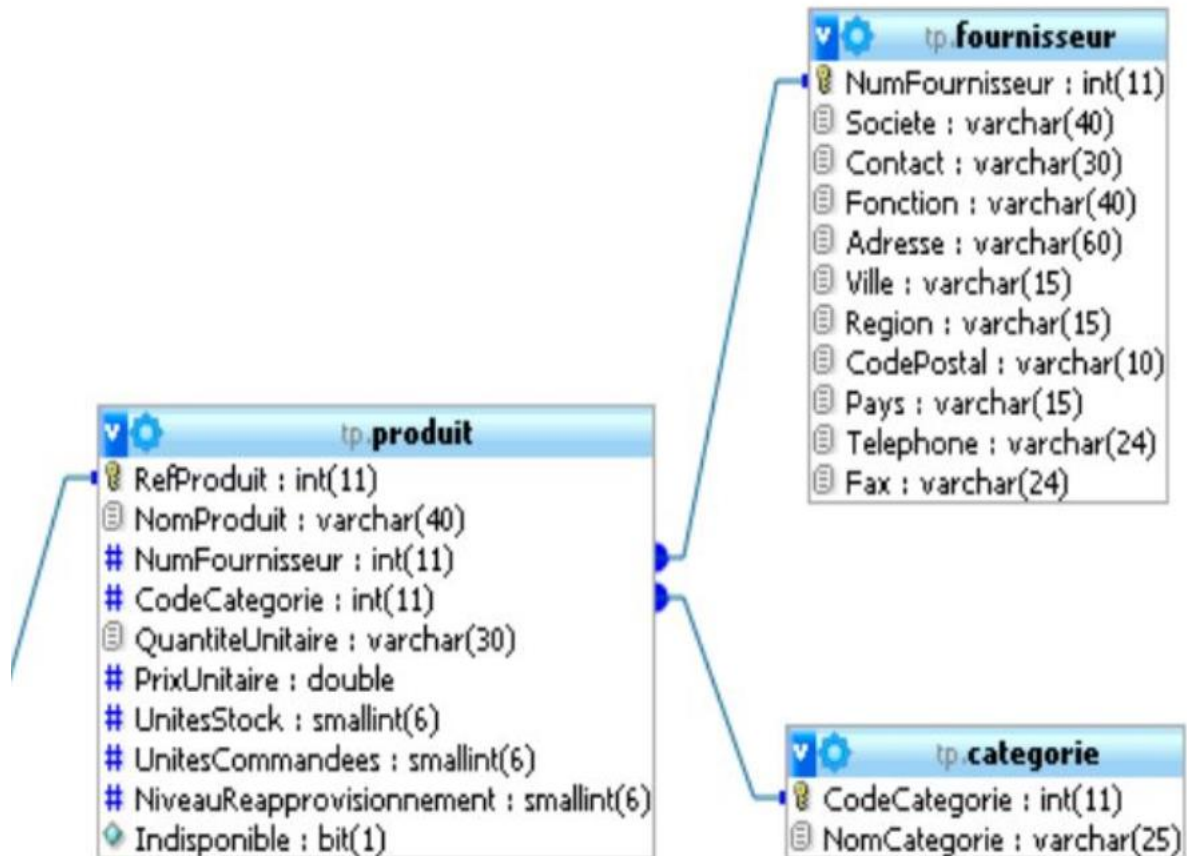 tp.fournisseur
NumFournisseur : int(11)
Societe : varchar(40)
Contact : varchar(30)
Fonction : varchar(40)
Adresse : varchar(60)
Ville : varchar(15)
Region : varchar(15)
CodePostal : varchar(10)
Pays : varchar(15)
Telephone : varchar(24)
Fax : varchar(24)
tp.produit
RefProduit : int(11)
NomProduit : varchar(40)
# NumFournisseur : int(11)
# CodeCategorie : int(11)
QuantiteUnitaire : varchar(30)
# PrixUnitaire : double
# UnitesStock : smallint(6)
# UnitesCommandees : smallint(6)
# NiveauReapprovisionnement : smallint(6)
Indisponible : bit(1)
tp.categorie
CodeCategorie : int(11)
NomCategorie : varchar(25)